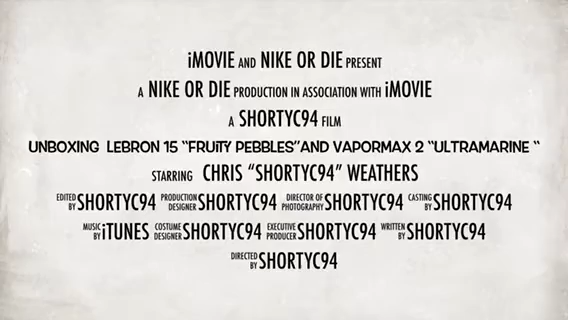 iMOVIE AND NIKE OR DIE PRESENT
A NIKE OR DIE PRODUCTION IN ASSOCIATION WITH iMOVIE
A SHORTYC94 FILM
UNBOXING LEBRON 15 "FRUITY PEBBLES"AND VAPORMAX 2 "ULTRAMARINE "
STARRING CHRIS "SHORTYC94" WEATHERS
EDITED BY SHORTYC94 PRODUCTION DESIGNER SHORTYC94 DIRECTOR OF PHOTOGRAPHY SHORTYC94 CASTING BY SHORTYC94
MUSIC BY iTUNES COSTUME DESIGNER SHORTYC94 EXECUTIVE PRODUCER SHORTYC94 WRITTEN BY SHORTYC94
DIRECTED BY SHORTYC94